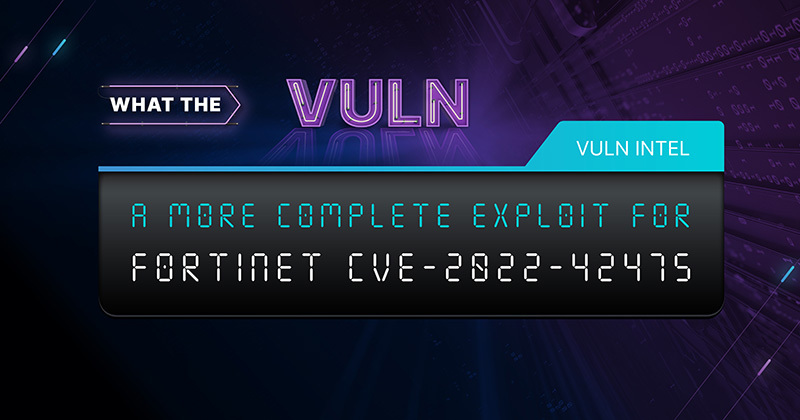 WHAT THE VULN
VULN INTEL
A MORE COMPLETE EXPLOIT FOR
FORTINET CVE-2022-42475